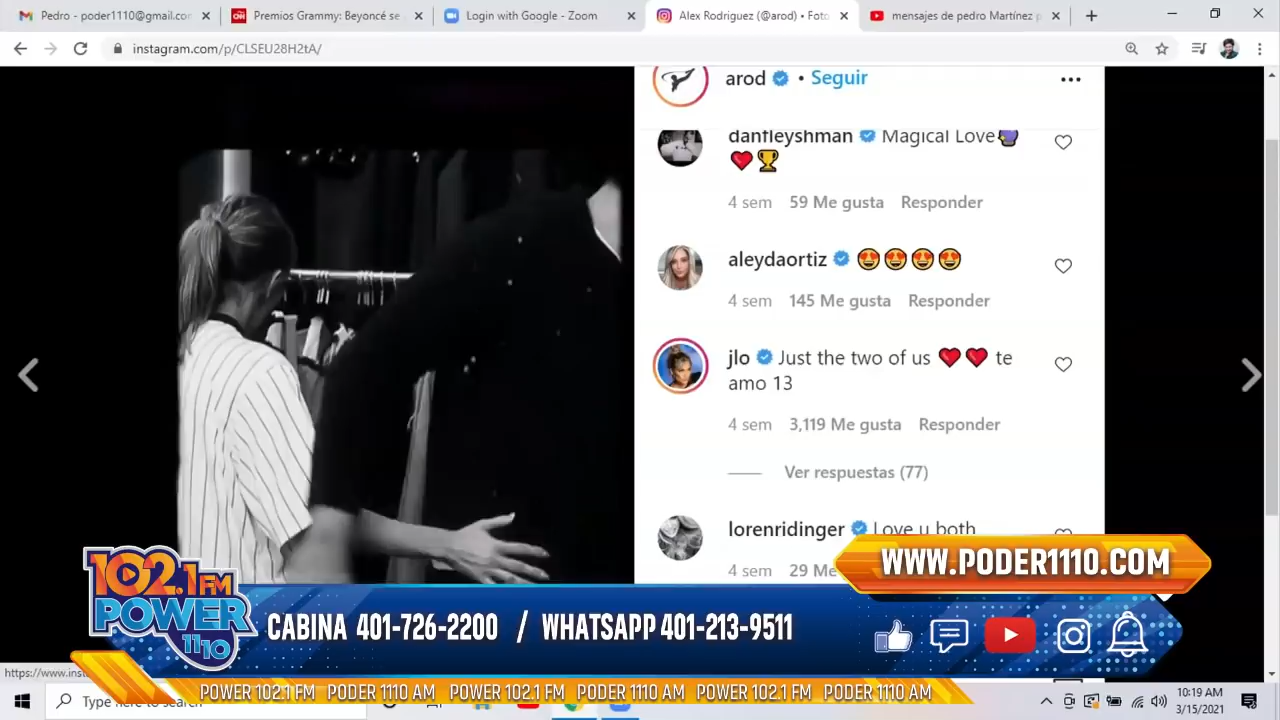 Pedro - poder1110@gmail.com
Premios Grammy: Beyoncé s
Login with Google - Zoom
Alex Rodriguez (@arod) • Foto
mensajes de pedro Martínez p
instagram.com/p/CLSEU28H2tA/
arod • Seguir
•••
danfleyshman Magical Love🔮
❤️🏆
4 sem 59 Me gusta Responder
aleydaortiz 😍😍😍😍
4 sem 145 Me gusta Responder
jlo Just the two of us ❤️❤️ te
amo 13
4 sem 3,119 Me gusta Responder
Ver respuestas (77)
lorenridinger Love u both
4 sem 29 Me
WWW.PODER1110.COM
102.1 FM
POWER
1110
CABINA 401-726-2200 / WHATSAPP 401-213-9511
https://www.inst
POWER 102.1 FM PODER 1110 AM POWER 102.1 FM PODER 1110 AM POWER 102.1 FM PODER 1110 AM
Type here to search
10:19 AM
3/15/2021